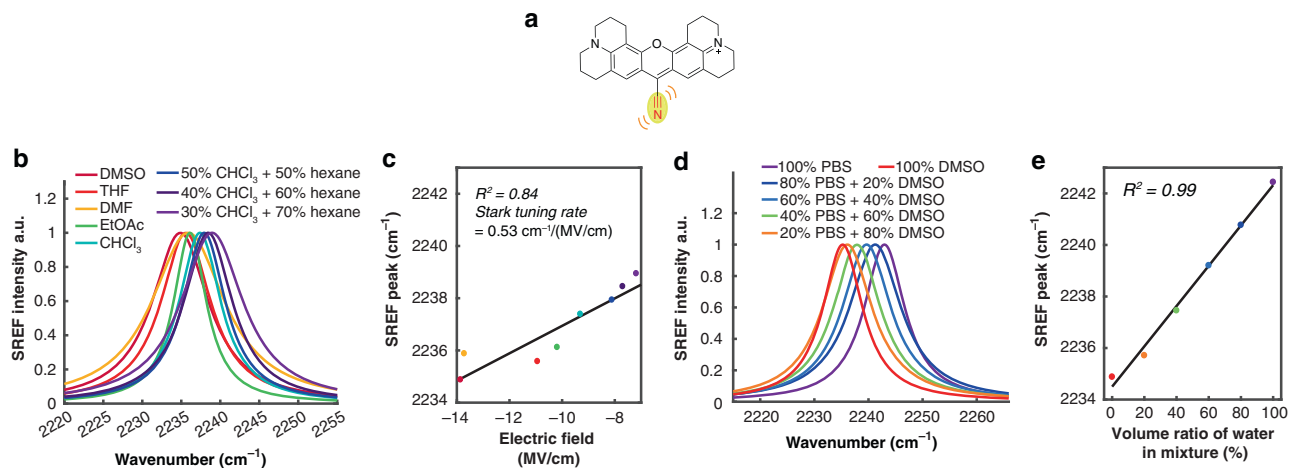 a
N
O
N
+
N
b
DMSO
THF
DMF
EtOAc
CHCl₃
50% CHCl₃ + 50% hexane
40% CHCl₃ + 60% hexane
30% CHCl₃ + 70% hexane
SREF intensity a.u.
1
0.8
0.6
0.4
0.2
0
2220
2225
2230
2235
2240
2245
2250
2255
Wavenumber (cm⁻¹)
c
R² = 0.84
Stark tuning rate
= 0.53 cm⁻¹/(MV/cm)
SREF peak (cm⁻¹)
2242
2240
2238
2236
2234
−14
−12
−10
−8
Electric field
(MV/cm)
d
100% PBS
100% DMSO
80% PBS + 20% DMSO
60% PBS + 40% DMSO
40% PBS + 60% DMSO
20% PBS + 80% DMSO
SREF intensity a.u.
1
0.8
0.6
0.4
0.2
0
2220
2230
2240
2250
2260
Wavenumber (cm⁻¹)
e
R² = 0.99
SREF peak (cm⁻¹)
2242
2240
2238
2236
2234
0
20
40
60
80
100
Volume ratio of water
in mixture (%)